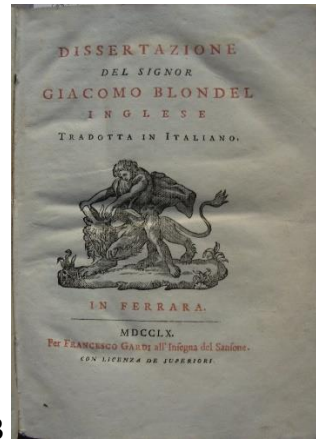 DISSERTAZIONE
DEL SIGNOR
GIACOMO BLONDEL
INGLESE
TRADOTTA IN ITALIANO.
IN FERRARA.
MDCCLX.
Per FRANCESCO GARDI all' Insegna del Sansone.
CON LICENZA DE SUPERIORI.
3